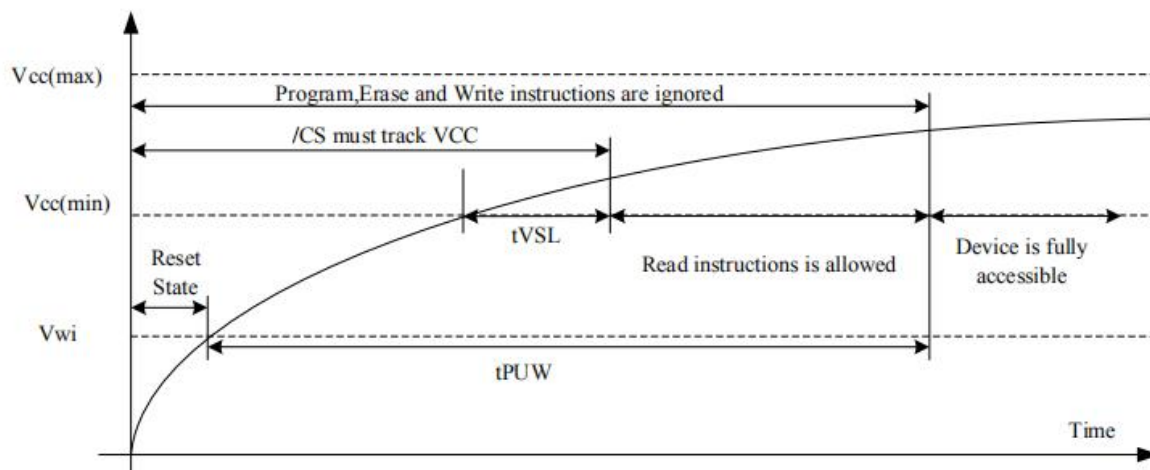 Vcc(max)
Program,Erase and Write instructions are ignored
/CS must track VCC
Vcc(min)
tVSL
Reset
State
Read instructions is allowed
Device is fully
accessible
Vwi
tPUW
Time